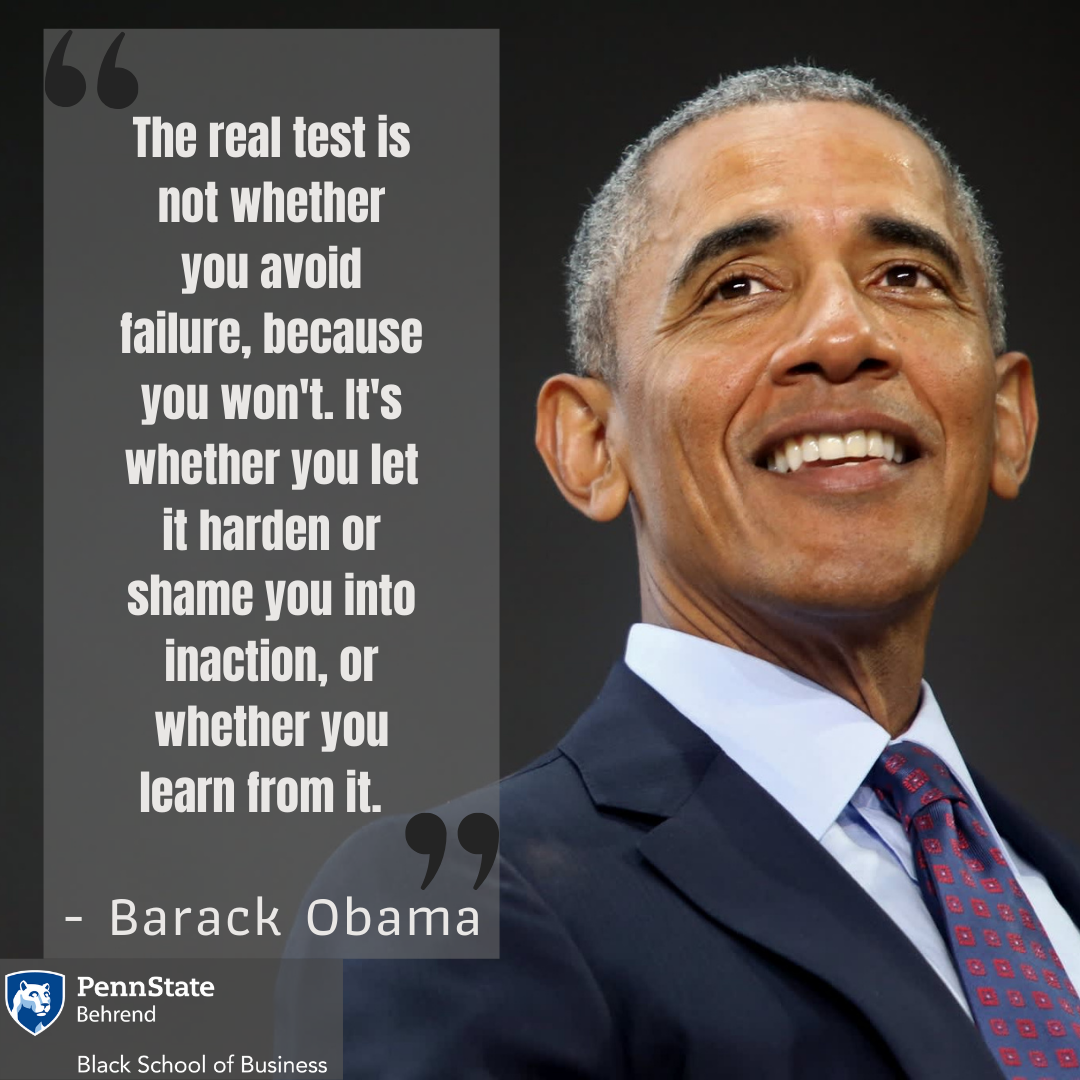 “
The real test is
not whether
you avoid
failure, because
you won't. It's
whether you let
it harden or
shame you into
inaction, or
whether you
learn from it.
”
- Barack Obama
PennState
Behrend
Black School of Business